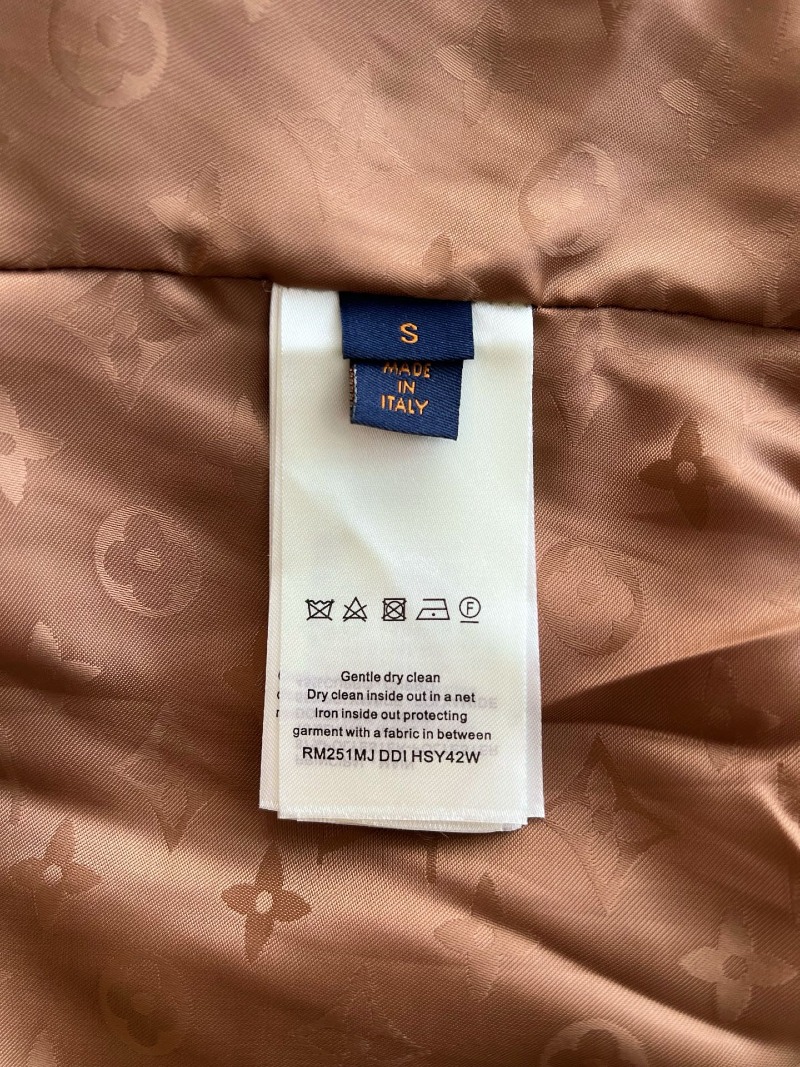 S
MADE
IN
ITALY
F
Gentle dry clean
Dry clean inside out in a net
Iron inside out protecting
garment with a fabric in between
RM251MJ DDI HSY42W